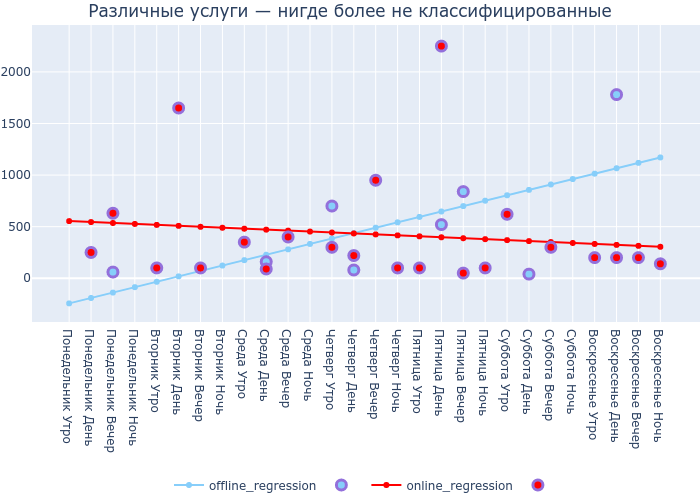 Различные услуги — нигде более не классифицированные
2000
1500
1000
500
0
Понедельник Утро
Понедельник День
Понедельник Вечер
Понедельник Ночь
Вторник Утро
Вторник День
Вторник Вечер
Вторник Ночь
Среда Утро
Среда День
Среда Вечер
Среда Ночь
Четверг Утро
Четверг День
Четверг Вечер
Четверг Ночь
Пятница Утро
Пятница День
Пятница Вечер
Пятница Ночь
Суббота Утро
Суббота День
Суббота Вечер
Суббота Ночь
Воскресенье Утро
Воскресенье День
Воскресенье Вечер
Воскресенье Ночь
offline_regression
online_regression